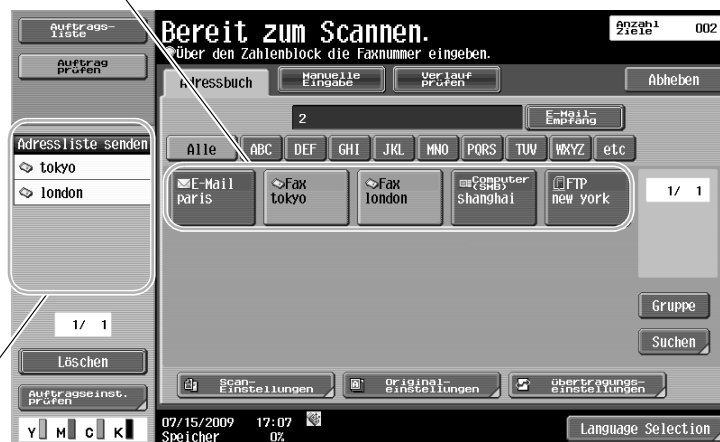 Auftrags-
liste
Auftrag
prüfen
Adressliste senden
tokyo
london
1/ 1
Löschen
Auftragseinst.
prüfen
Y M C K
Bereit zum Scannen.
Über den Zahlenblock die Faxnummer eingeben.
Anzahl
Ziele 002
Adressbuch
Manuelle
Eingabe
Verlauf
prüfen
Abheben
2
E-Mail-
Empfang
Alle ABC DEF GHI JKL MNO PQRS TUV WXYZ etc
E-Mail
paris
Fax
tokyo
Fax
london
Computer
(SMB)
shanghai
FTP
new york
1/ 1
Gruppe
Suchen
Scan-
Einstellungen
Original-
einstellungen
Übertragungs-
einstellungen
07/15/2009 17:07
Speicher 0%
Language Selection